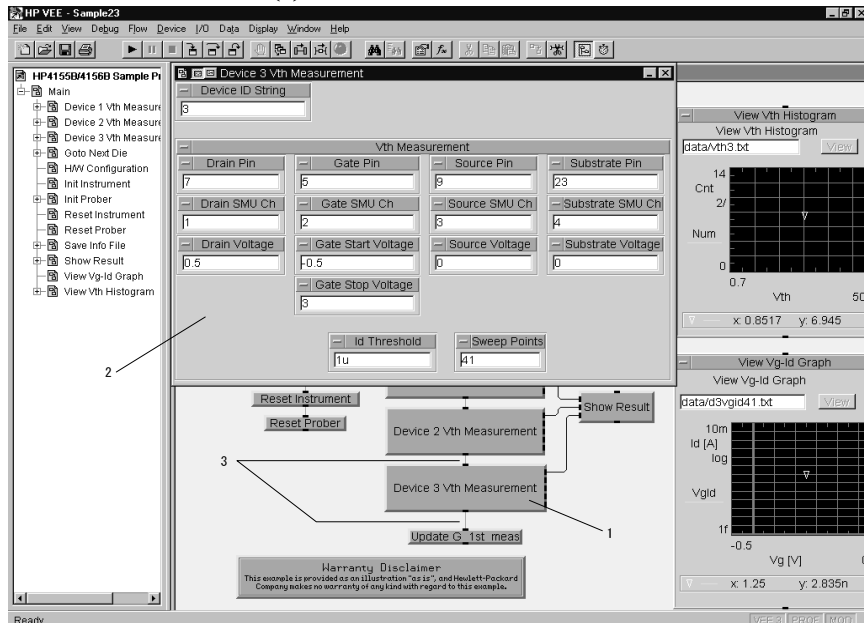 HP VEE - Sample23
File Edit View Debug Flow Device I/O Data Display Window Help
HP4155B/4156B Sample Pr
Main
Device 1 Vth Measure
Device 2 Vth Measure
Device 3 Vth Measure
Goto Next Die
H/W Configuration
Init Instrument
Init Prober
Reset Instrument
Reset Prober
Save Info File
Show Result
View Vg-Id Graph
View Vth Histogram
Device 3 Vth Measurement
Device ID String
3
Vth Measurement
Drain Pin Gate Pin Source Pin Substrate Pin
7 5 9 23
Drain SMU Ch Gate SMU Ch Source SMU Ch Substrate SMU Ch
1 2 3 4
Drain Voltage Gate Start Voltage Source Voltage Substrate Voltage
0.5 -0.5 0 0
Gate Stop Voltage
3
Id Threshold Sweep Points
1u 41
2
View Vth Histogram
View Vth Histogram
data/vth3.txt View
14
Cnt
2/
Num
0
0.7
Vth 50
x: 0.8517 y: 6.945
View Vg-Id Graph
View Vg-Id Graph
data/d3vgid41.txt View
10m
Id [A]
log
VgId
1f
-0.5
Vg [V]
x: 1.25 y: 2.835n
Reset Instrument
Reset Prober
Show Result
Device 2 Vth Measurement
3
Device 3 Vth Measurement
1
Update G_1st_meas
Warranty Disclaimer
This example is provided as an illustration "as is", and Hewlett-Packard
Company makes no warranty of any kind with regard to this example.
Ready
VEE 3 PROF MOD